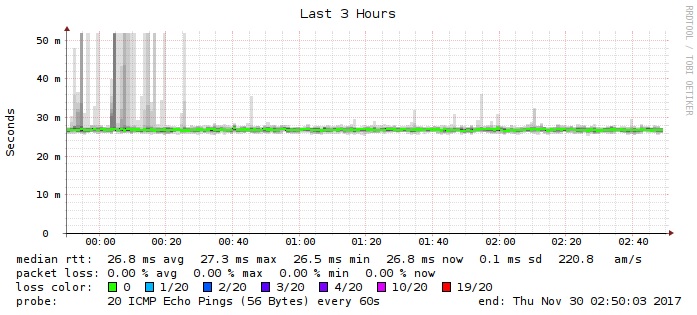 Last 3 Hours
RRDTOOL / TOBI OETIKER
Seconds
50 m
40 m
30 m
20 m
10 m
0
00:00 00:20 00:40 01:00 01:20 01:40 02:00 02:20 02:40
median rtt: 26.8 ms avg 27.3 ms max 26.5 ms min 26.8 ms now 0.1 ms sd 220.8 am/s
packet loss: 0.00 % avg 0.00 % max 0.00 % min 0.00 % now
loss color: 0 1/20 2/20 3/20 4/20 10/20 19/20
probe: 20 ICMP Echo Pings (56 Bytes) every 60s end: Thu Nov 30 02:50:03 2017